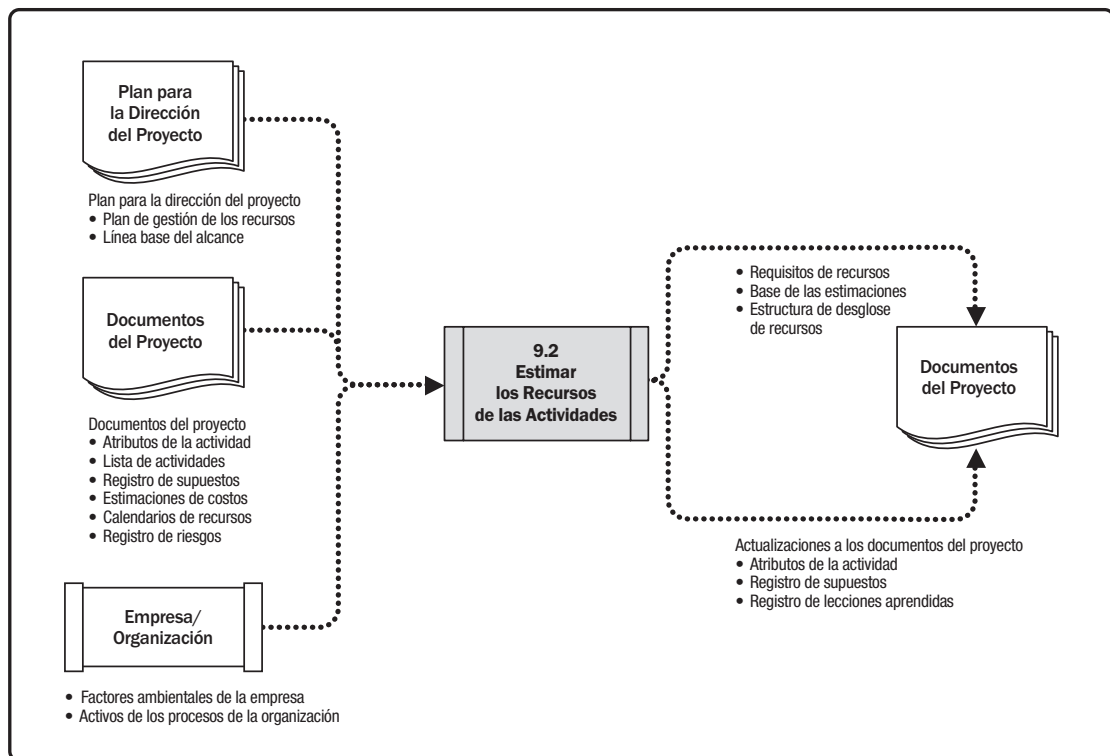 Plan para
la Dirección
del Proyecto
Plan para la dirección del proyecto
• Plan de gestión de los recursos
• Línea base del alcance
Documentos
del Proyecto
Documentos del proyecto
• Atributos de la actividad
• Lista de actividades
• Registro de supuestos
• Estimaciones de costos
• Calendarios de recursos
• Registro de riesgos
Empresa/
Organización
• Factores ambientales de la empresa
• Activos de los procesos de la organización
9.2
Estimar
los Recursos
de las Actividades
• Requisitos de recursos
• Base de las estimaciones
• Estructura de desglose
de recursos
Documentos
del Proyecto
Actualizaciones a los documentos del proyecto
• Atributos de la actividad
• Registro de supuestos
• Registro de lecciones aprendidas